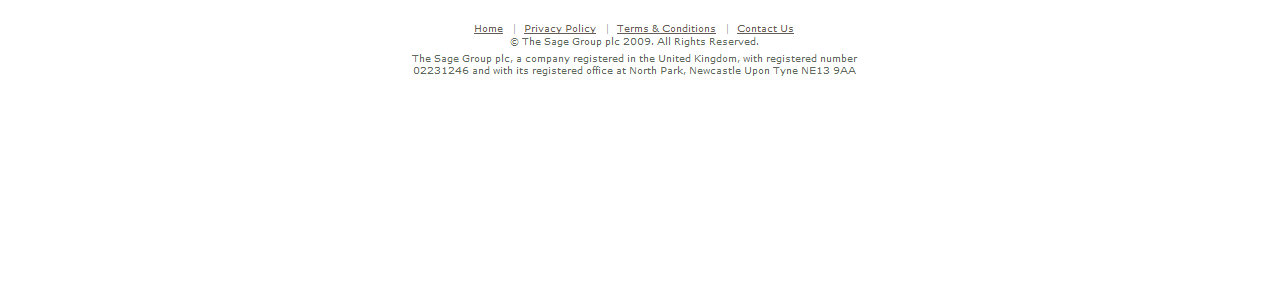 Home | Privacy Policy | Terms & Conditions | Contact Us
© The Sage Group plc 2009. All Rights Reserved.
The Sage Group plc, a company registered in the United Kingdom, with registered number
02231246 and with its registered office at North Park, Newcastle Upon Tyne NE13 9AA